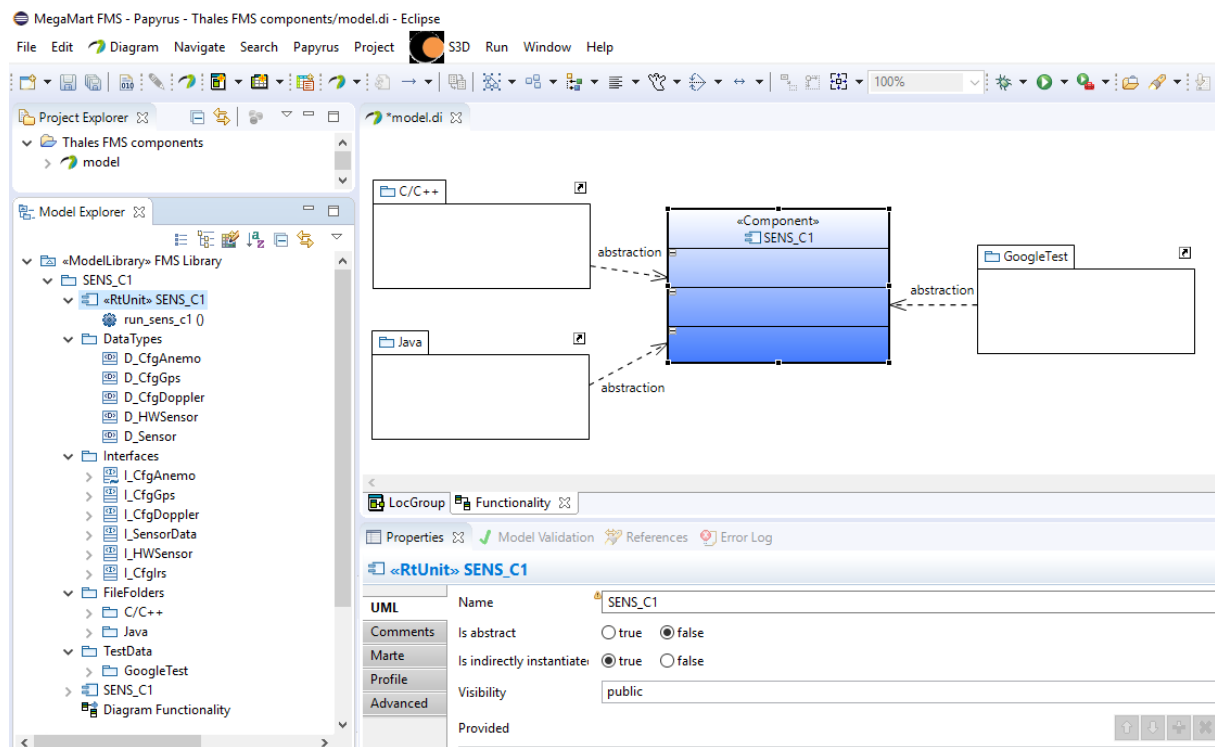 MegaMart FMS - Papyrus - Thales FMS components/model.di - Eclipse
File Edit Diagram Navigate Search Papyrus Project S3D Run Window Help
010 100%
Project Explorer
Thales FMS components
model
Model Explorer
«ModelLibrary» FMS Library
SENS_C1
«RtUnit» SENS_C1
run_sens_c1 ()
DataTypes
D_CfgAnemo
D_CfgGps
D_CfgDoppler
D_HWSensor
D_Sensor
Interfaces
I_CfgAnemo
I_CfgGps
I_CfgDoppler
I_SensorData
I_HWSensor
I_CfgIrs
FileFolders
C/C++
Java
TestData
GoogleTest
SENS_C1
Diagram Functionality
*model.di
C/C++
abstraction
«Component»
SENS_C1
GoogleTest
abstraction
Java
abstraction
LocGroup Functionality
Properties Model Validation References Error Log
«RtUnit» SENS_C1
UML
Comments
Marte
Profile
Advanced
Name SENS_C1
Is abstract true false
Is indirectly instantiate true false
Visibility public
Provided